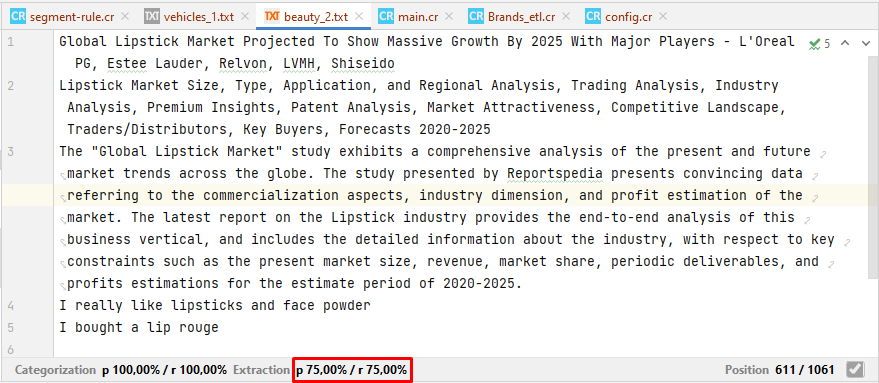 CR segment-rule.cr × TXT vehicles_1.txt × TXT beauty_2.txt × CR main.cr × CR Brands_etl.cr × CR config.cr ×
5
1 Global Lipstick Market Projected To Show Massive Growth By 2025 With Major Players - L'Oreal
PG, Estee Lauder, Relvon, LVMH, Shiseido
2 Lipstick Market Size, Type, Application, and Regional Analysis, Trading Analysis, Industry
Analysis, Premium Insights, Patent Analysis, Market Attractiveness, Competitive Landscape,
Traders/Distributors, Key Buyers, Forecasts 2020-2025
3 The "Global Lipstick Market" study exhibits a comprehensive analysis of the present and future
market trends across the globe. The study presented by Reportspedia presents convincing data
referring to the commercialization aspects, industry dimension, and profit estimation of the
market. The latest report on the Lipstick industry provides the end-to-end analysis of this
business vertical, and includes the detailed information about the industry, with respect to key
constraints such as the present market size, revenue, market share, periodic deliverables, and
profits estimations for the estimate period of 2020-2025.
4 I really like lipsticks and face powder
5 I bought a lip rouge
6
Categorization p 100,00% / r 100,00% Extraction p 75,00% / r 75,00% Position 611 / 1061